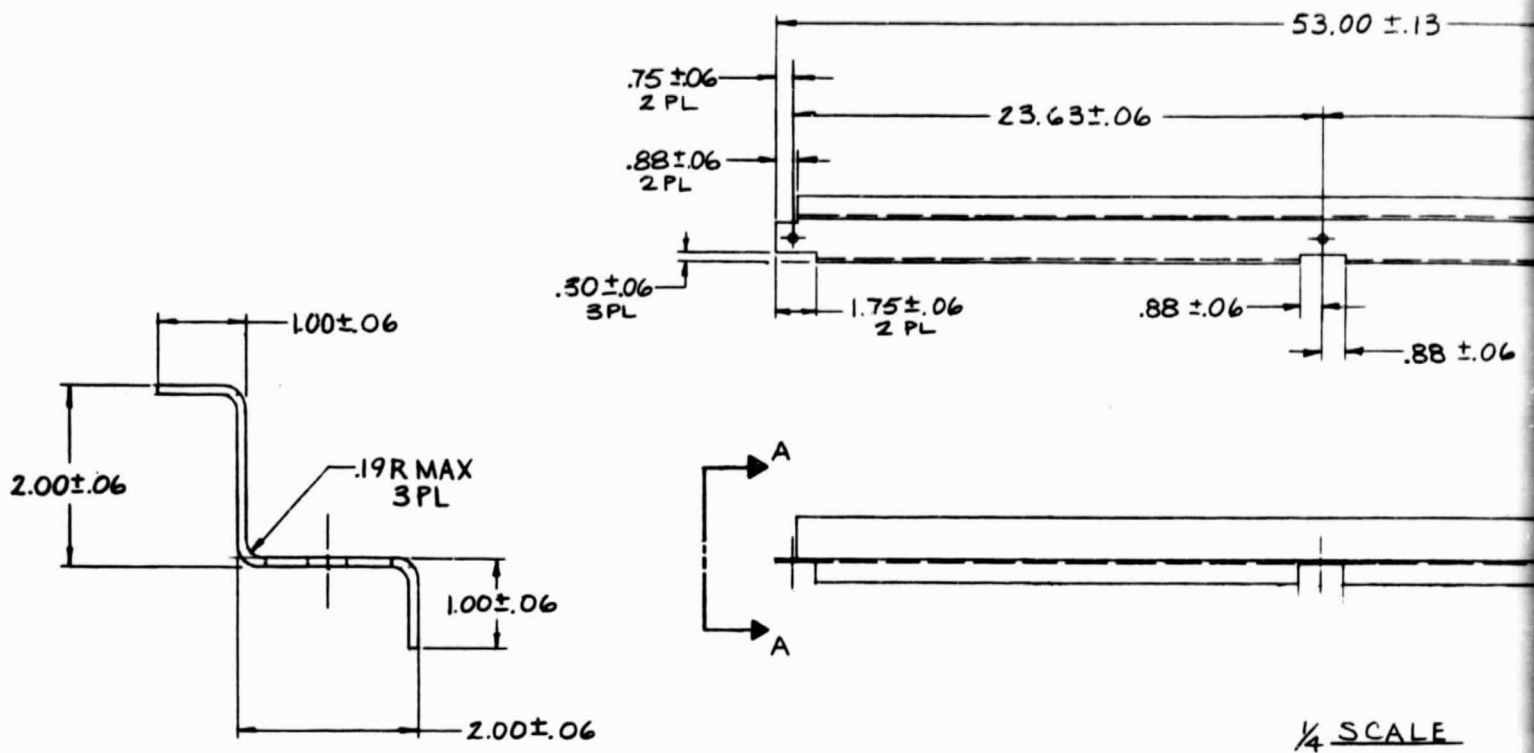 53.00 ±.13
.75 ±.06
2 PL
23.63±.06
.88±.06
2 PL
.30±.06
3 PL
1.75±.06
2 PL
.88 ±.06
.88 ±.06
1.00±.06
2.00±.06
.19 R MAX
3 PL
1.00±.06
2.00±.06
A
A
1/4 SCALE